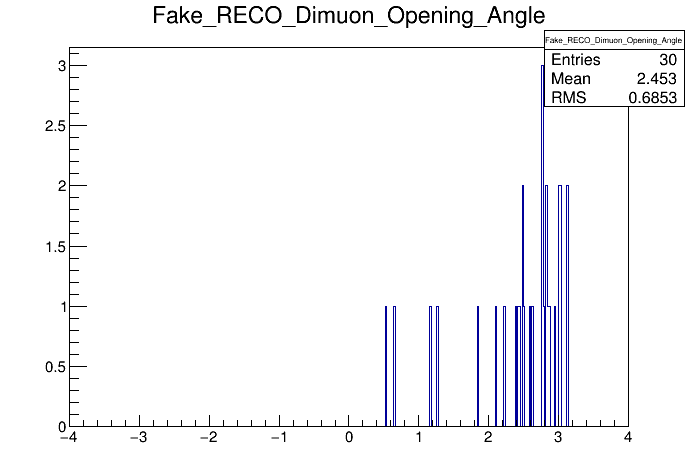 Fake_RECO_Dimuon_Opening_Angle
Fake_RECO_Dimuon_Opening_Angle
Entries 30
Mean 2.453
RMS 0.6853
3
2.5
2
1.5
1
0.5
0
−4 −3 −2 −1 0 1 2 3 4